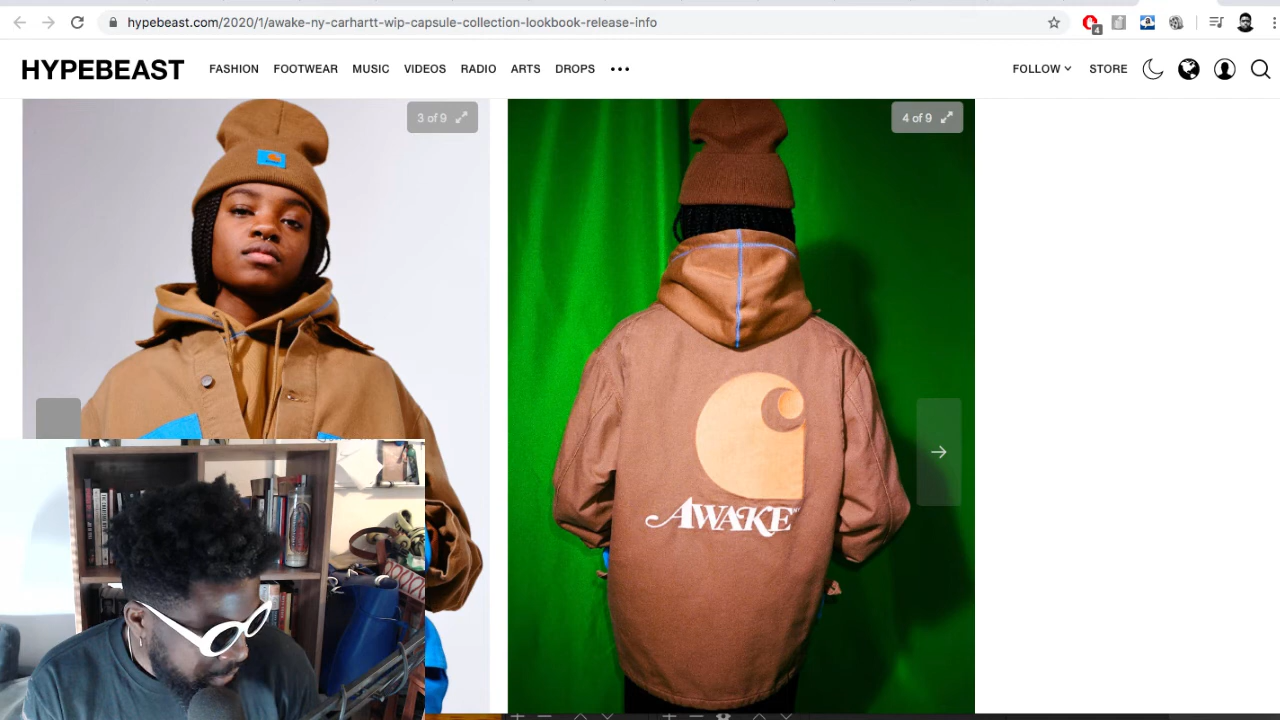 hypebeast.com/2020/1/awake-ny-carhartt-wip-capsule-collection-lookbook-release-info
4
HYPEBEAST FASHION FOOTWEAR MUSIC VIDEOS RADIO ARTS DROPS ••• FOLLOW STORE
3 of 9
4 of 9
AWAKE